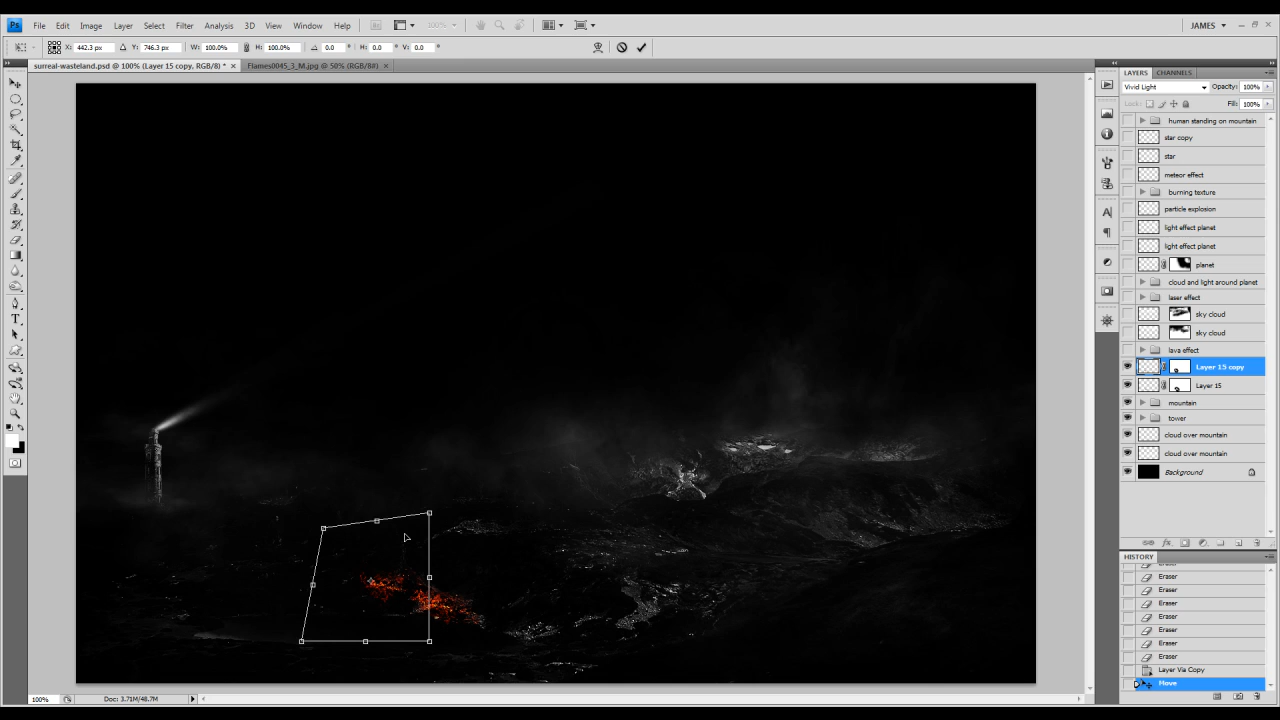 Ps File Edit Image Layer Select Filter Analysis 3D View Window Help 100% JAMES
X: 442.3 px Y: 746.3 px W: 100.0% H: 100.0% 0.0 ° H: 0.0 ° V: 0.0 °
surreal-wasteland.psd @ 100% (Layer 15 copy, RGB/8) * Flames0045_3_M.jpg @ 50% (RGB/8#)
LAYERS CHANNELS
Vivid Light Opacity: 100%
Lock: Fill: 100%
human standing on mountain
star copy
star
meteor effect
burning texture
particle explosion
light effect planet
light effect planet
planet
cloud and light around planet
laser effect
sky cloud
sky cloud
lava effect
Layer 15 copy
Layer 15
mountain
tower
cloud over mountain
cloud over mountain
Background
HISTORY
Eraser
Eraser
Eraser
Eraser
Eraser
Eraser
Eraser
Eraser
Layer Via Copy
Move
100% Doc: 3.71M/48.7M